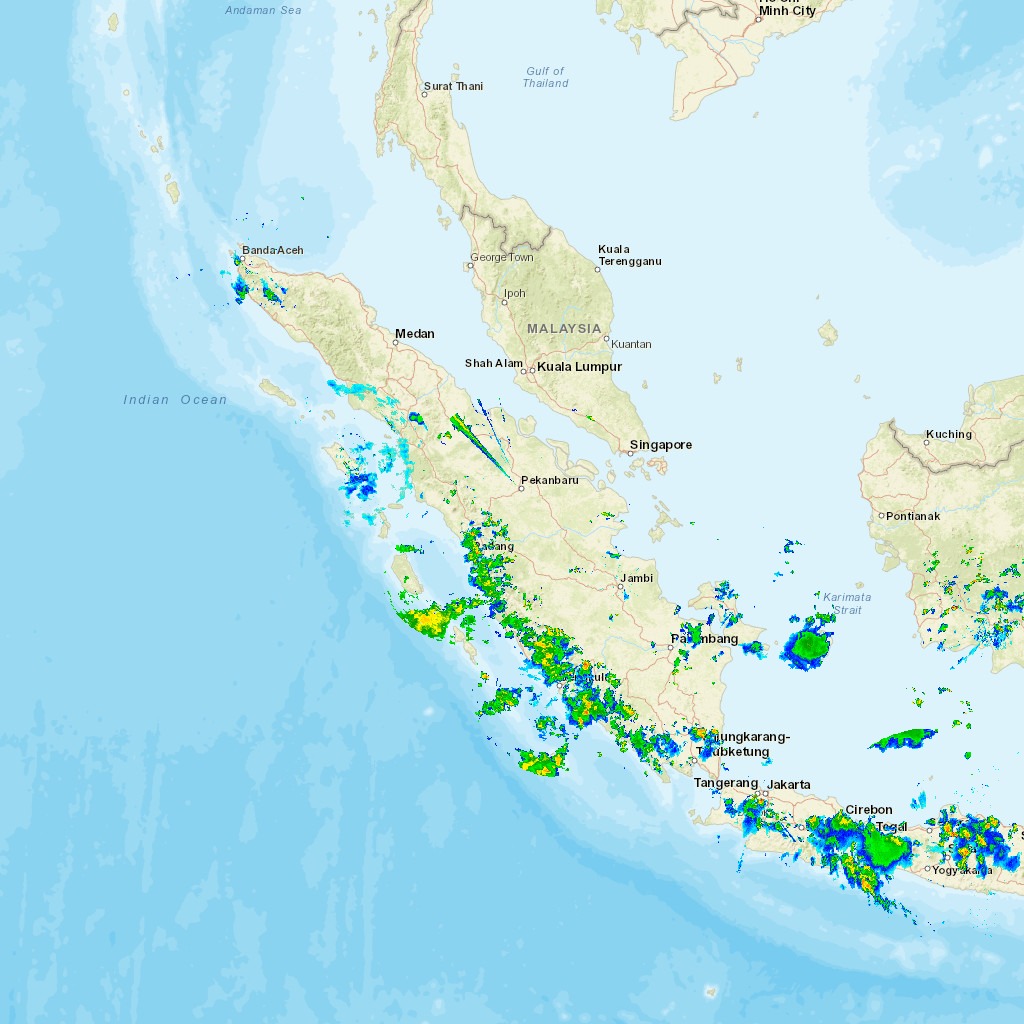 Andaman Sea
Minh City
Gulf of
Thailand
Surat Thani
Banda Aceh
George Town
Kuala
Terengganu
Ipoh
MALAYSIA
Medan
Kuantan
Shah Alam
Kuala Lumpur
Indian Ocean
Singapore
Kuching
Pekanbaru
Pontianak
Padang
Jambi
Karimata
Strait
Tangerang
Jakarta
Cirebon
Tegal
Yogyakarta